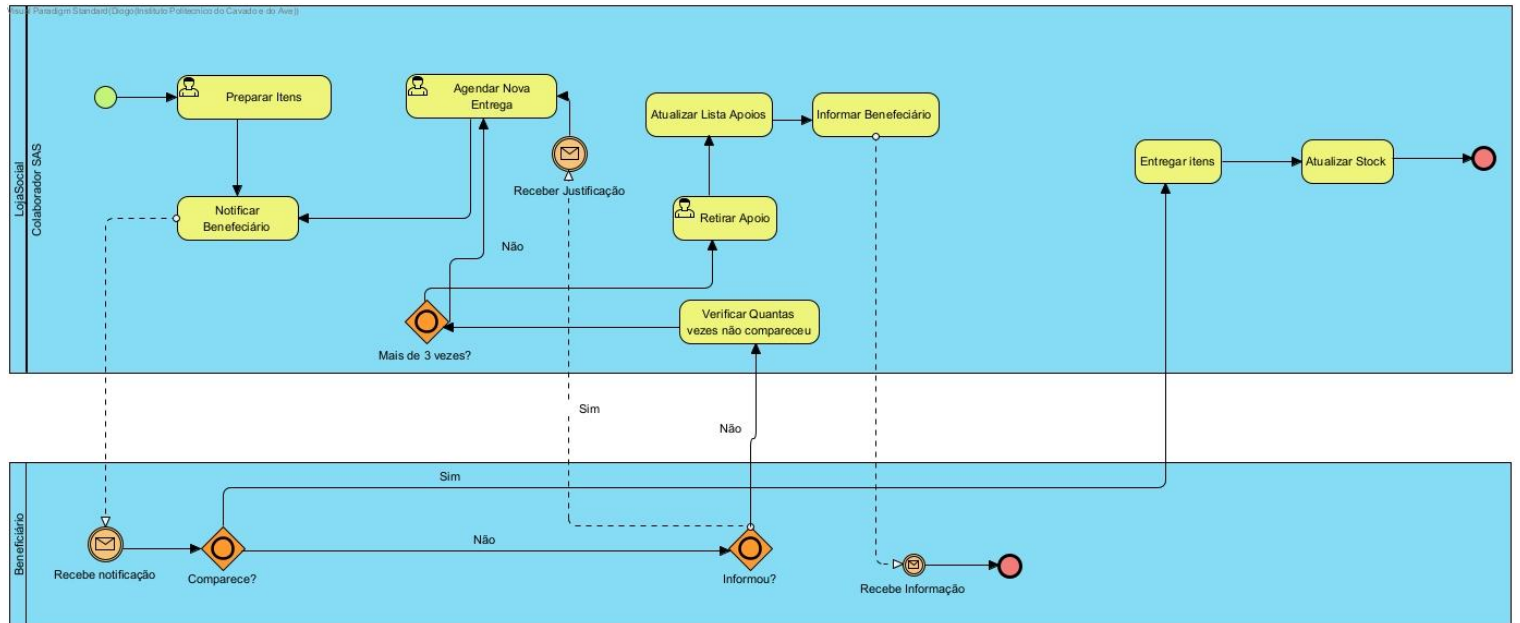 Visual Paradigm Standard(Diogo(Instituto Politecnico do Cavado e do Ave))
LojaSocial
Colaborador SAS
Preparar Itens
Agendar Nova
Entrega
Receber Justificação
Atualizar Lista Apoios
Informar Benefeciário
Entregar itens
Atualizar Stock
Notificar
Benefeciário
Retirar Apoio
Não
Verificar Quantas
vezes não compareceu
Mais de 3 vezes?
Sim
Não
Beneficiário
Sim
Não
Recebe notificação
Comparece?
Informou?
Recebe Informação